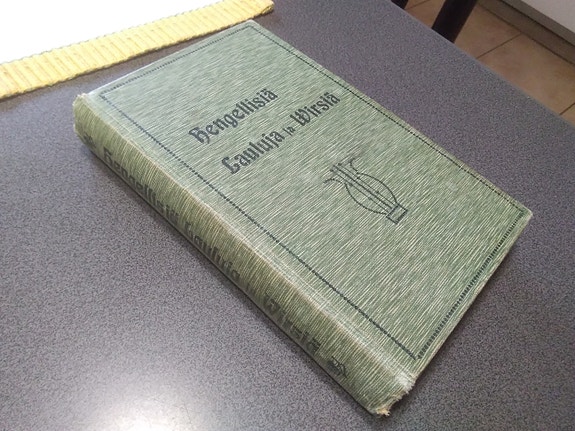 Hengellisiä
Lauluja ja Wirsiä
Hengellisiä Lauluja ja Wirsiä